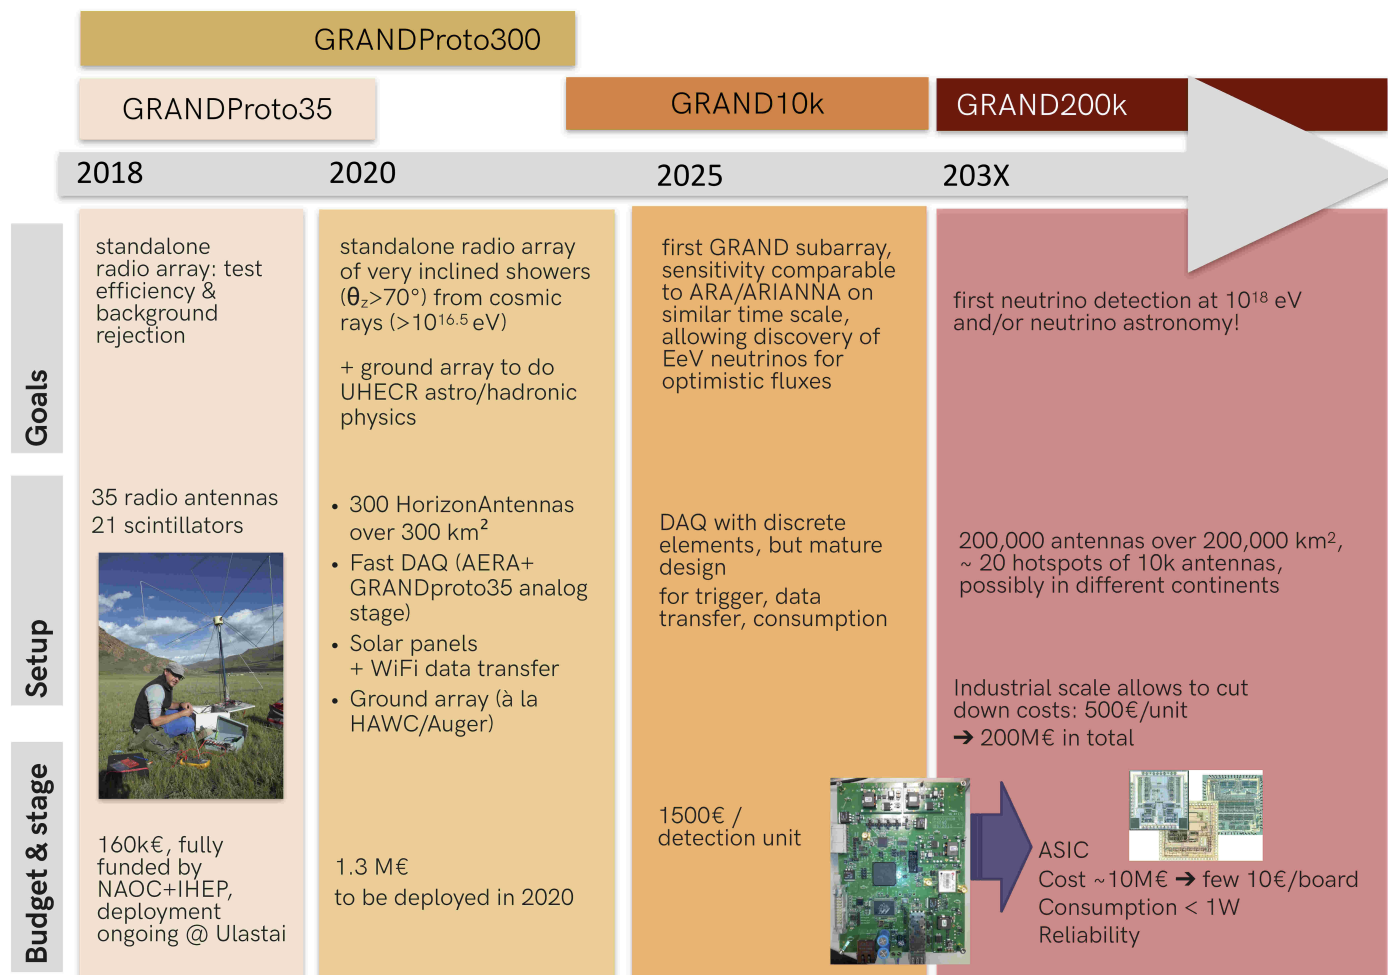 GRANDProto300
GRANDProto35
GRAND10k
GRAND200k
2018
2020
2025
203X
Goals
standalone
radio array: test
efficiency &
background
rejection
standalone radio array
of very inclined showers
(θz>70°) from cosmic
rays (>10^16.5 eV)
+ ground array to do
UHECR astro/hadronic
physics
first GRAND subarray,
sensitivity comparable
to ARA/ARIANNA on
similar time scale,
allowing discovery of
EeV neutrinos for
optimistic fluxes
first neutrino detection at 10^18 eV
and/or neutrino astronomy!
Setup
35 radio antennas
21 scintillators
• 300 HorizonAntennas
over 300 km²
• Fast DAQ (AERA+
GRANDproto35 analog
stage)
• Solar panels
+ WiFi data transfer
• Ground array (à la
HAWC/Auger)
DAQ with discrete
elements, but mature
design
for trigger, data
transfer, consumption
200,000 antennas over 200,000 km²,
~ 20 hotspots of 10k antennas,
possibly in different continents
Industrial scale allows to cut
down costs: 500€/unit
➔ 200M€ in total
Budget & stage
160k€, fully
funded by
NAOC+IHEP,
deployment
ongoing @ Ulastai
1.3 M€
to be deployed in 2020
1500€ /
detection unit
ASIC
Cost ~10M€ ➔ few 10€/board
Consumption < 1W
Reliability